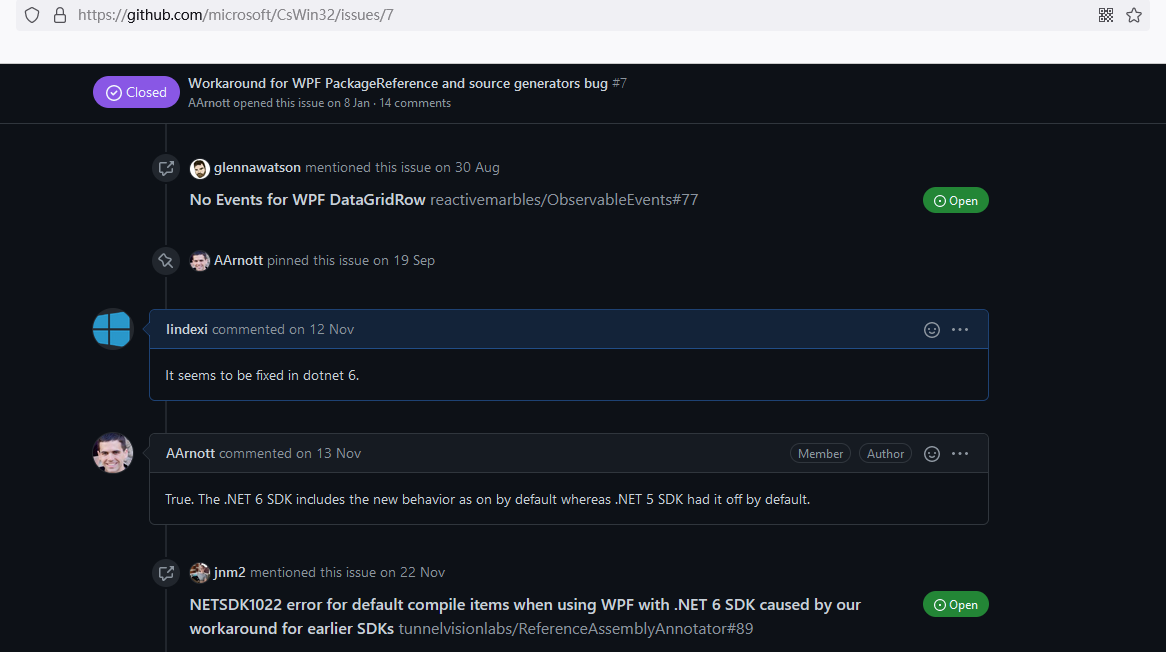 https://github.com/microsoft/CsWin32/issues/7
Closed
Workaround for WPF PackageReference and source generators bug #7
AArnott opened this issue on 8 Jan · 14 comments
glennawatson mentioned this issue on 30 Aug
No Events for WPF DataGridRow reactivemarbles/ObservableEvents#77
Open
AArnott pinned this issue on 19 Sep
lindexi commented on 12 Nov
It seems to be fixed in dotnet 6.
AArnott commented on 13 Nov
Member
Author
True. The .NET 6 SDK includes the new behavior as on by default whereas .NET 5 SDK had it off by default.
jnm2 mentioned this issue on 22 Nov
NETSDK1022 error for default compile items when using WPF with .NET 6 SDK caused by our
workaround for earlier SDKs tunnelvisionlabs/ReferenceAssemblyAnnotator#89
Open